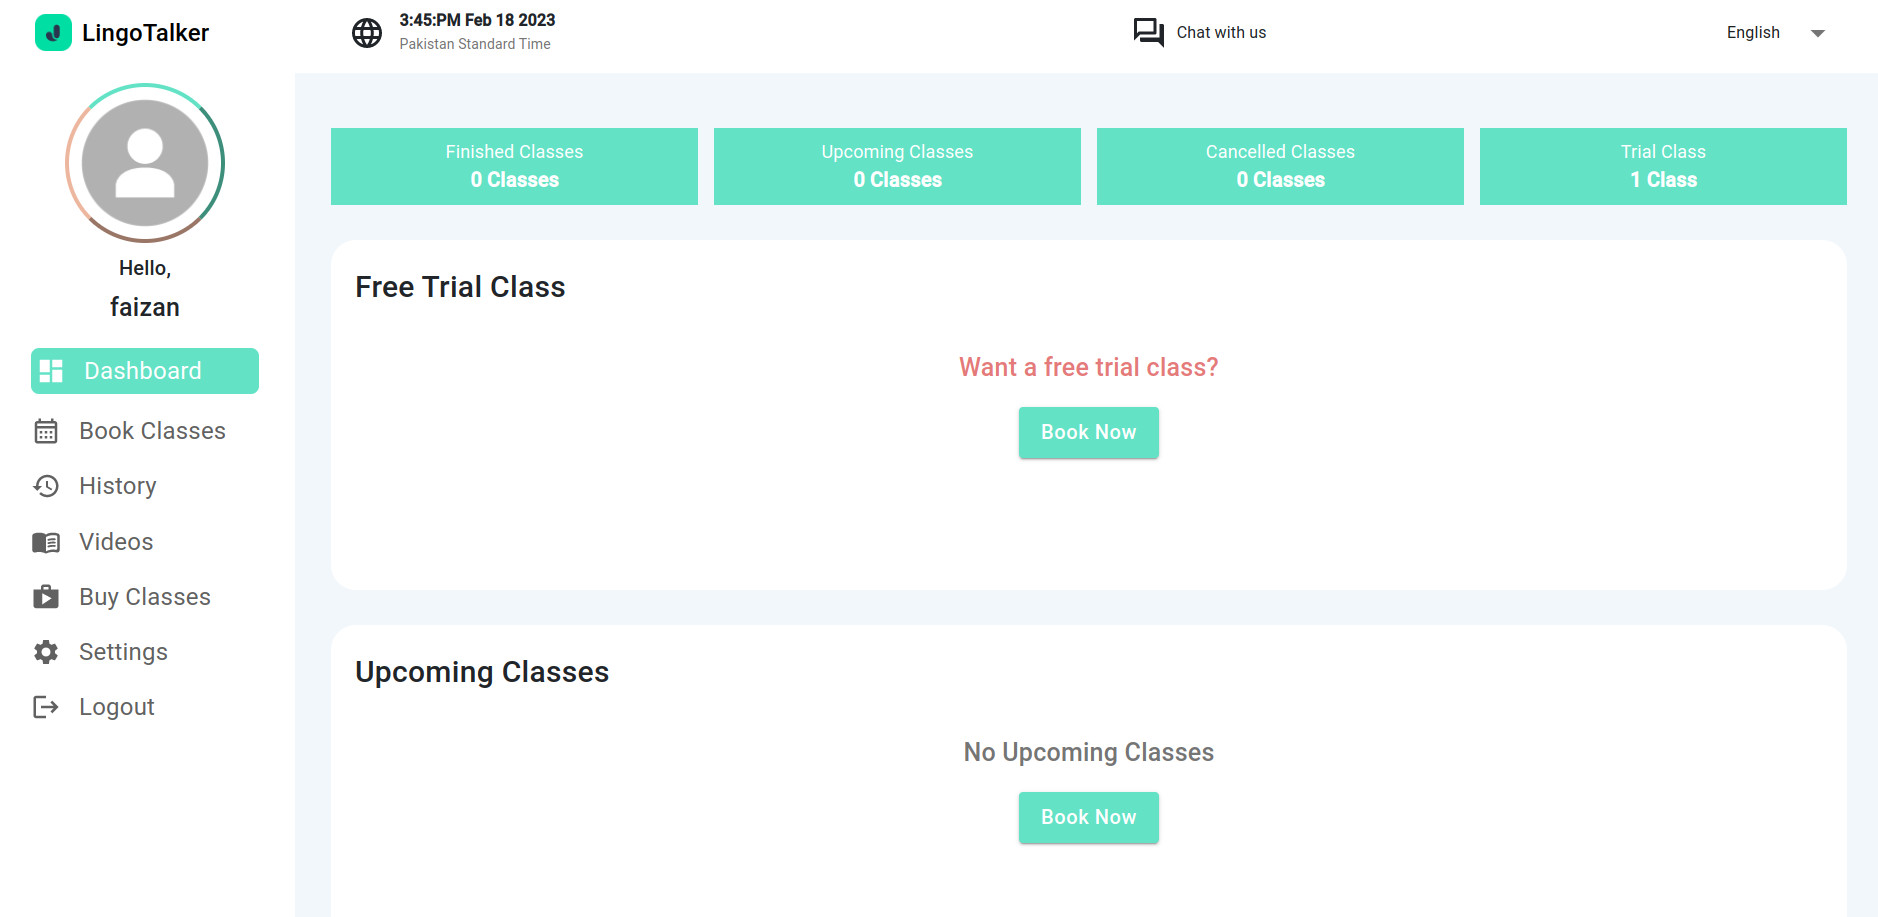 LingoTalker
3:45:PM Feb 18 2023
Pakistan Standard Time
Chat with us
English
Hello,
faizan
Dashboard
Book Classes
History
Videos
Buy Classes
Settings
Logout
Finished Classes
0 Classes
Upcoming Classes
0 Classes
Cancelled Classes
0 Classes
Trial Class
1 Class
Free Trial Class
Want a free trial class?
Book Now
Upcoming Classes
No Upcoming Classes
Book Now